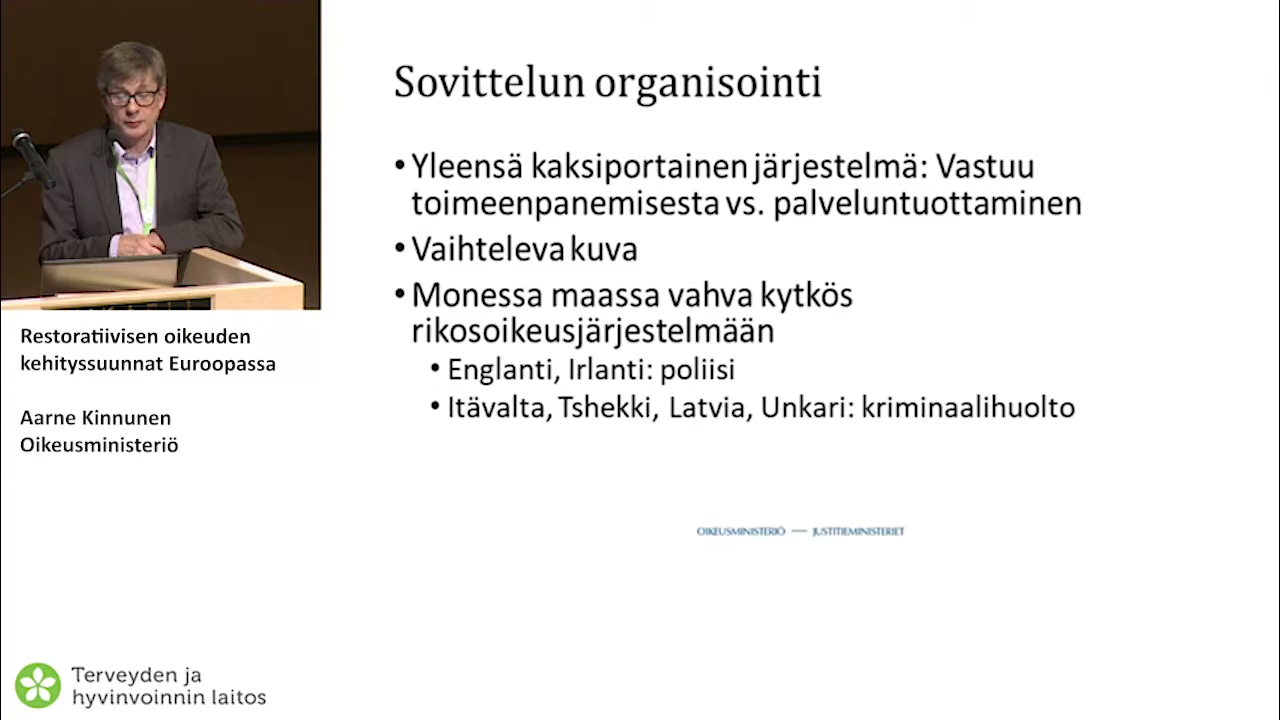 Sovittelun organisointi
• Yleensä kaksiportainen järjestelmä: Vastuu
toimeenpanemisesta vs. palveluntuottaminen
• Vaihteleva kuva
• Monessa maassa vahva kytkös
rikosoikeusjärjestelmään
• Englanti, Irlanti: poliisi
• Itävalta, Tshekki, Latvia, Unkari: kriminaalihuolto
OIKEUSMINISTERIÖ — JUSTITIEMINISTERIET
Restoratiivisen oikeuden
kehityssuunnat Euroopassa
Aarne Kinnunen
Oikeusministeriö
Terveyden ja
hyvinvoinnin laitos